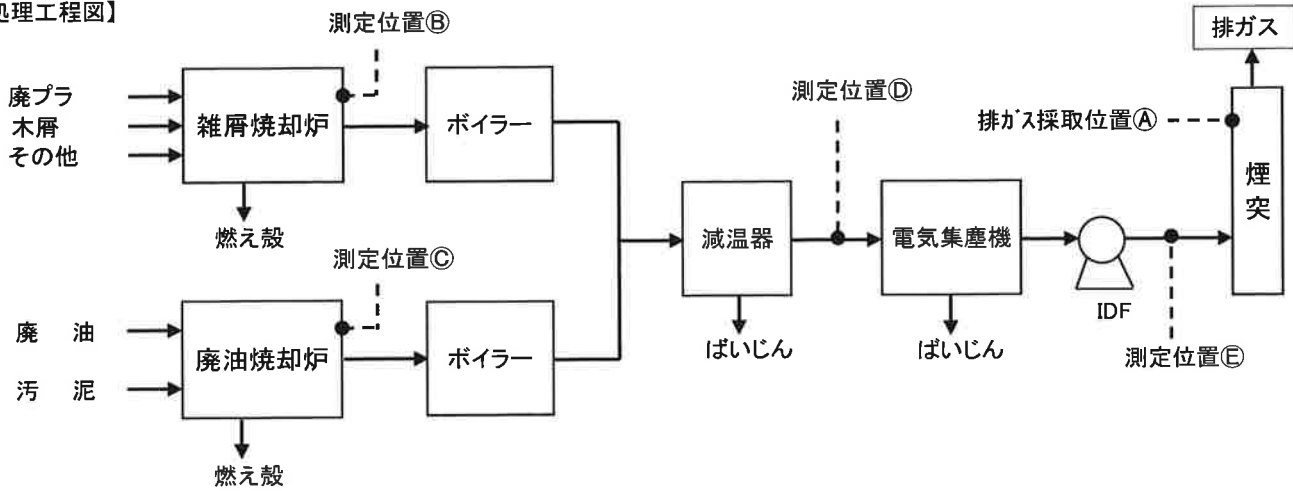 処理工程図】
測定位置Ⓑ
排ガス
廃プラ
木屑
その他
雑屑焼却炉
ボイラー
測定位置Ⓓ
排ガス採取位置Ⓐ
煙突
燃え殻
減温器
電気集塵機
測定位置Ⓒ
IDF
廃油
汚泥
廃油焼却炉
ボイラー
ばいじん
ばいじん
測定位置Ⓔ
燃え殻